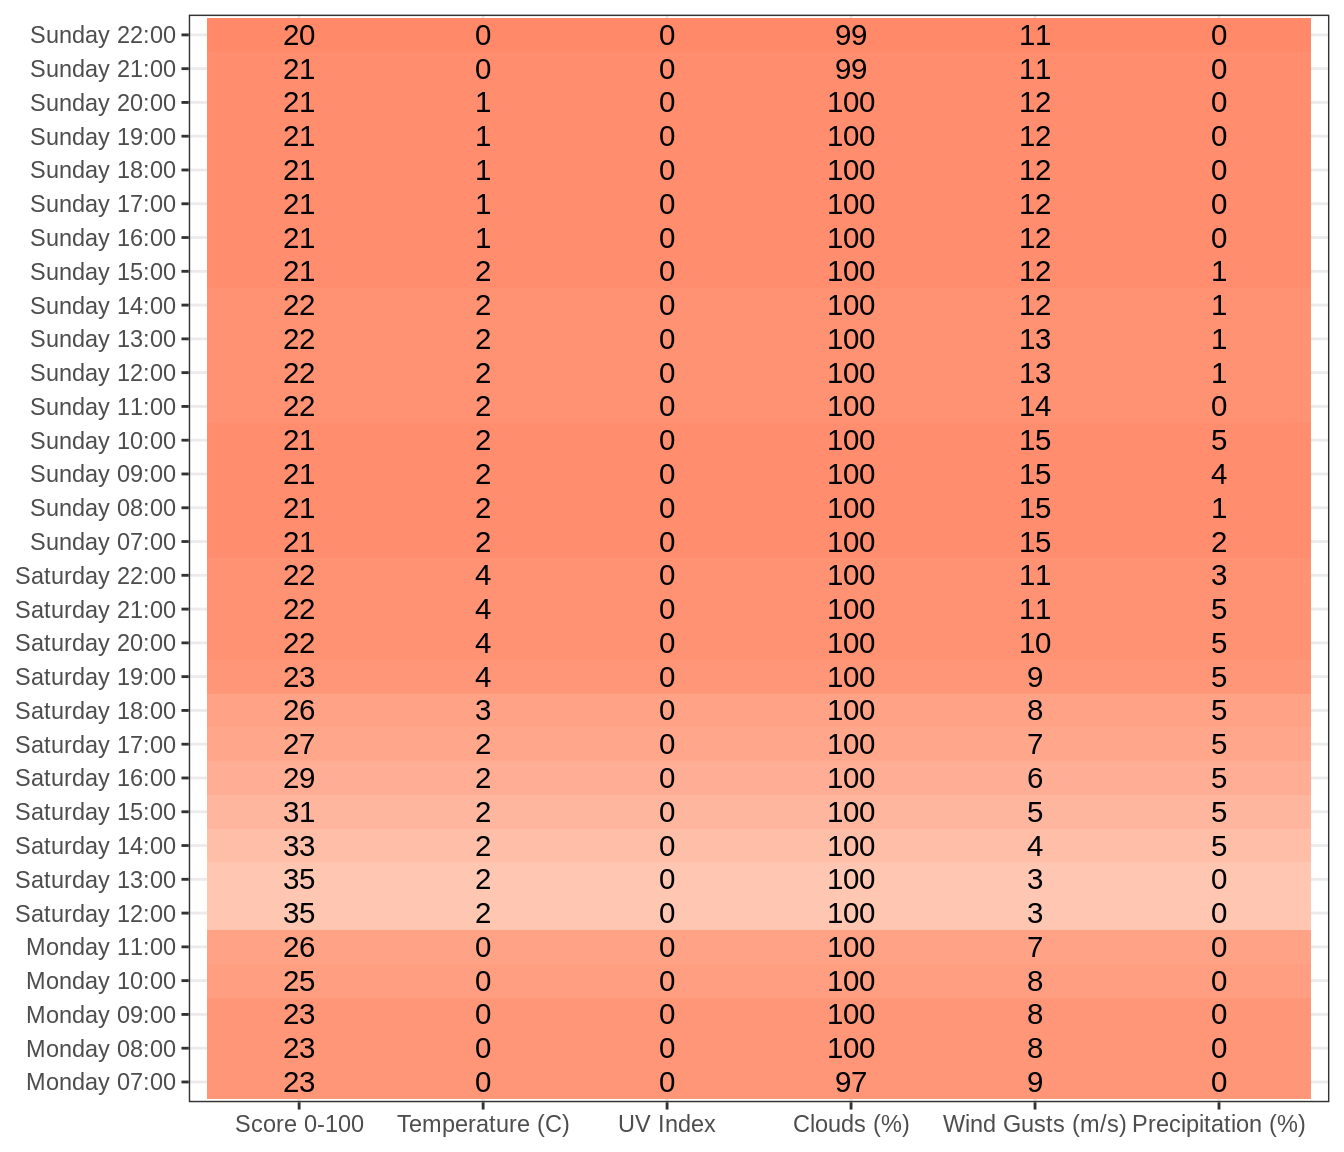 Sunday 22:00 20 0 0 99 11 0
Sunday 21:00 21 0 0 99 11 0
Sunday 20:00 21 1 0 100 12 0
Sunday 19:00 21 1 0 100 12 0
Sunday 18:00 21 1 0 100 12 0
Sunday 17:00 21 1 0 100 12 0
Sunday 16:00 21 1 0 100 12 0
Sunday 15:00 21 2 0 100 12 1
Sunday 14:00 22 2 0 100 12 1
Sunday 13:00 22 2 0 100 13 1
Sunday 12:00 22 2 0 100 13 1
Sunday 11:00 22 2 0 100 14 0
Sunday 10:00 21 2 0 100 15 5
Sunday 09:00 21 2 0 100 15 4
Sunday 08:00 21 2 0 100 15 1
Sunday 07:00 21 2 0 100 15 2
Saturday 22:00 22 4 0 100 11 3
Saturday 21:00 22 4 0 100 11 5
Saturday 20:00 22 4 0 100 10 5
Saturday 19:00 23 4 0 100 9 5
Saturday 18:00 26 3 0 100 8 5
Saturday 17:00 27 2 0 100 7 5
Saturday 16:00 29 2 0 100 6 5
Saturday 15:00 31 2 0 100 5 5
Saturday 14:00 33 2 0 100 4 5
Saturday 13:00 35 2 0 100 3 0
Saturday 12:00 35 2 0 100 3 0
Monday 11:00 26 0 0 100 7 0
Monday 10:00 25 0 0 100 8 0
Monday 09:00 23 0 0 100 8 0
Monday 08:00 23 0 0 100 8 0
Monday 07:00 23 0 0 97 9 0
Score 0-100 Temperature (C) UV Index Clouds (%) Wind Gusts (m/s) Precipitation (%)